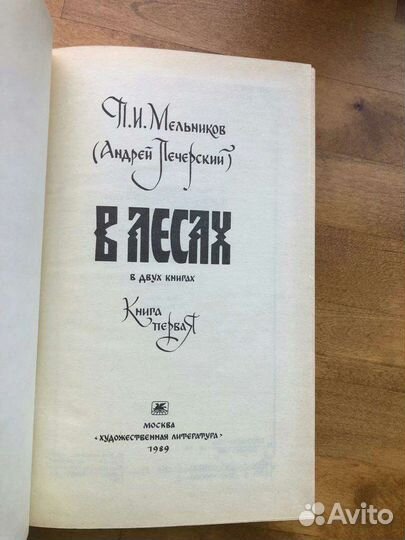 П.И. Мельников
(Андрей Печерский)
В ЛЕСАХ
В ДВУХ КНИГАХ
Книга
первая
МОСКВА
«ХУДОЖЕСТВЕННАЯ ЛИТЕРАТУРА»
1989
Avito